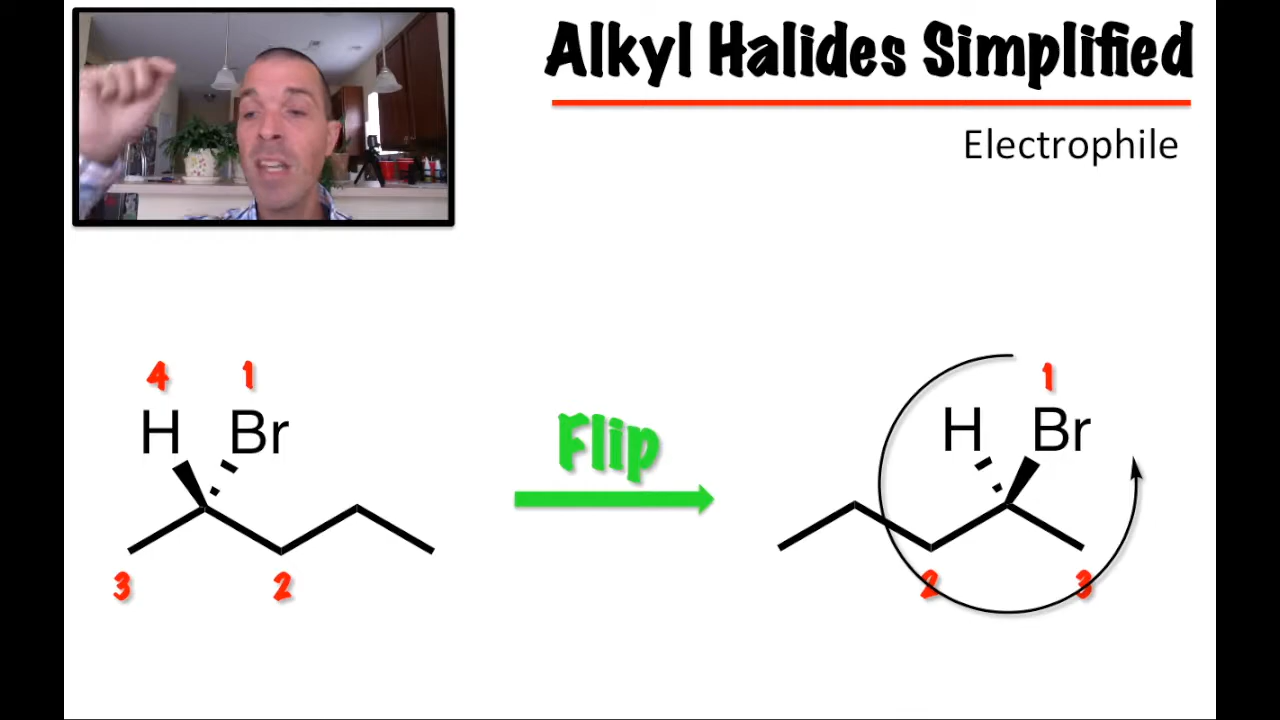 Alkyl Halides Simplified
Electrophile
4 1
H Br
3 2
Flip
1
H Br
2 3